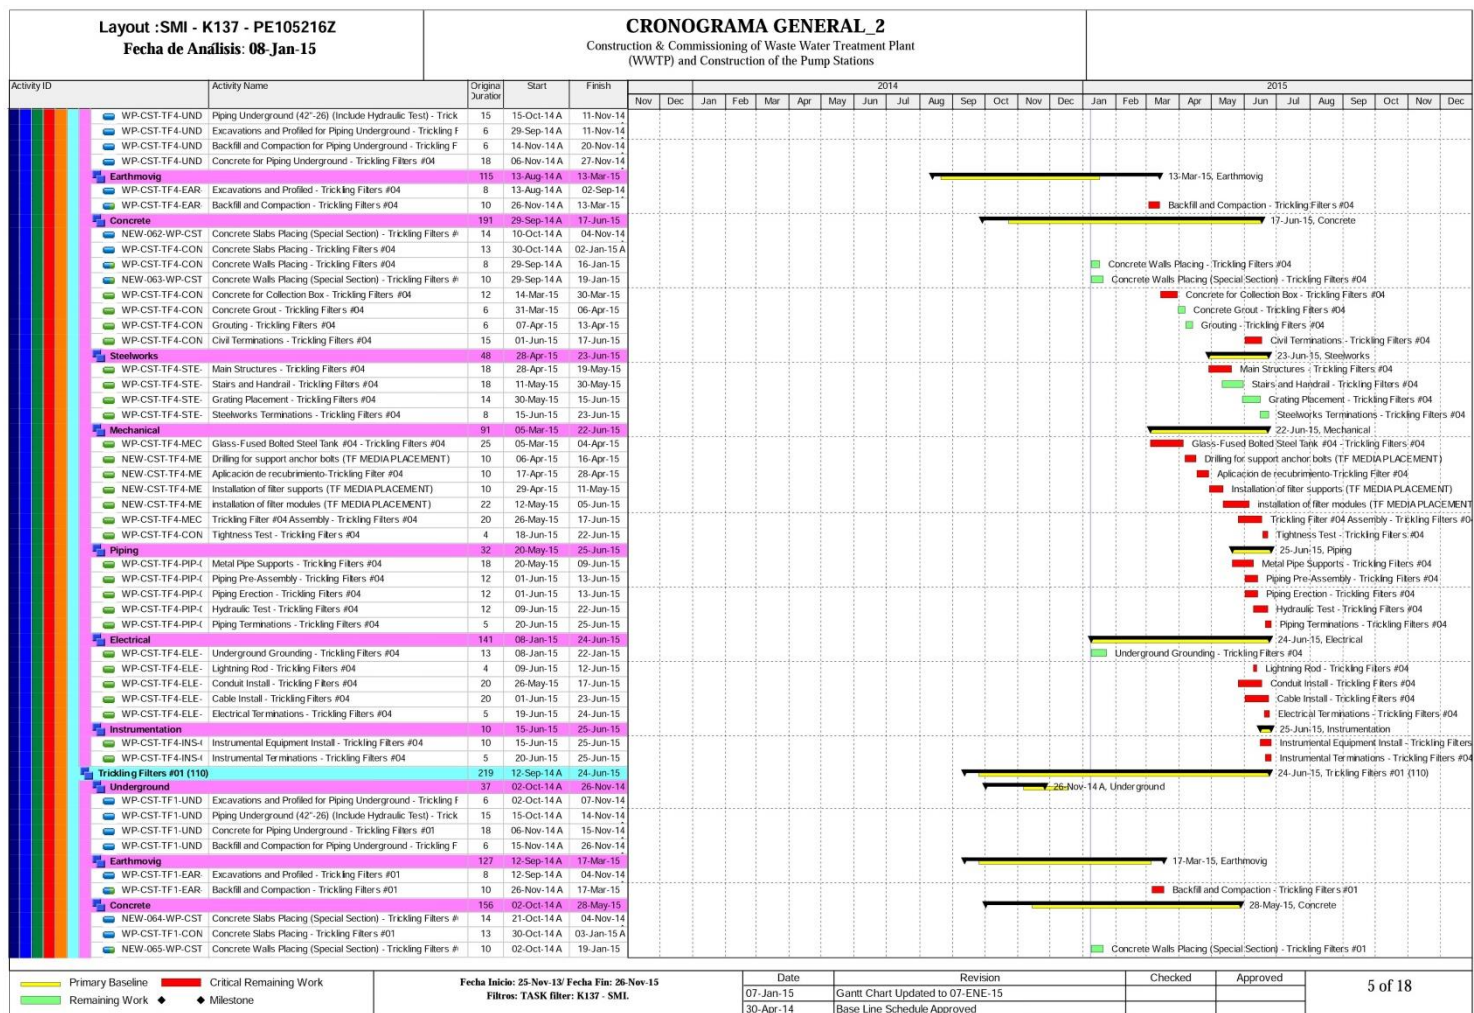 Layout :SMI - K137 - PE105216Z
Fecha de Análisis: 08-Jan-15
CRONOGRAMA GENERAL_2
Construction & Commissioning of Waste Water Treatment Plant
(WWTP) and Construction of the Pump Stations
Activity ID Activity Name Original Duration Start Finish 2014 2015
Nov Dec Jan Feb Mar Apr May Jun Jul Aug Sep Oct Nov Dec Jan Feb Mar Apr May Jun Jul Aug Sep Oct Nov Dec
WP-CST-TF4-UND Piping Underground (42"-26) (Include Hydraulic Test) - Trick 15 15-Oct-14 A 11-Nov-14
WP-CST-TF4-UND Excavations and Profiled for Piping Underground - Trickling F 6 29-Sep-14 A 11-Nov-14
WP-CST-TF4-UND Backfill and Compaction for Piping Underground - Trickling F 6 14-Nov-14 A 20-Nov-14
WP-CST-TF4-UND Concrete for Piping Underground - Trickling Filters #04 18 06-Nov-14 A 27-Nov-14
Earthmovig 115 13-Aug-14 A 13-Mar-15 13-Mar-15, Earthmovig
WP-CST-TF4-EAR- Excavations and Profiled - Trickling Filters #04 8 13-Aug-14 A 02-Sep-14
WP-CST-TF4-EAR- Backfill and Compaction - Trickling Filters #04 10 26-Nov-14 A 13-Mar-15 Backfill and Compaction - Trickling Filters #04
Concrete 191 29-Sep-14 A 17-Jun-15 17-Jun-15, Concrete
NEW-062-WP-CST Concrete Slabs Placing (Special Section) - Trickling Filters # 14 10-Oct-14 A 04-Nov-14
WP-CST-TF4-CON Concrete Slabs Placing - Trickling Filters #04 13 30-Oct-14 A 02-Jan-15 A
WP-CST-TF4-CON Concrete Walls Placing - Trickling Filters #04 8 29-Sep-14 A 16-Jan-15 Concrete Walls Placing - Trickling Filters #04
NEW-063-WP-CST Concrete Walls Placing (Special Section) - Trickling Filters # 10 29-Sep-14 A 19-Jan-15 Concrete Walls Placing (Special Section) - Trickling Filters #04
WP-CST-TF4-CON Concrete for Collection Box - Trickling Filters #04 12 14-Mar-15 30-Mar-15 Concrete for Collection Box - Trickling Filters #04
WP-CST-TF4-CON Concrete Grout - Trickling Filters #04 6 31-Mar-15 06-Apr-15 Concrete Grout - Trickling Filters #04
WP-CST-TF4-CON Grouting - Trickling Filters #04 6 07-Apr-15 13-Apr-15 Grouting - Trickling Filters #04
WP-CST-TF4-CON Civil Terminations - Trickling Filters #04 15 01-Jun-15 17-Jun-15 Civil Terminations - Trickling Filters #04
Steelworks 48 28-Apr-15 23-Jun-15 23-Jun-15, Steelworks
WP-CST-TF4-STE- Main Structures - Trickling Filters #04 18 28-Apr-15 19-May-15 Main Structures - Trickling Filters #04
WP-CST-TF4-STE- Stairs and Handrail - Trickling Filters #04 18 11-May-15 30-May-15 Stairs and Handrail - Trickling Filters #04
WP-CST-TF4-STE- Grating Placement - Trickling Filters #04 14 30-May-15 15-Jun-15 Grating Placement - Trickling Filters #04
WP-CST-TF4-STE- Steelworks Terminations - Trickling Filters #04 8 15-Jun-15 23-Jun-15 Steelworks Terminations - Trickling Filters #04
Mechanical 91 05-Mar-15 22-Jun-15 22-Jun-15, Mechanical
WP-CST-TF4-MEC Glass-Fused Bolted Steel Tank #04 - Trickling Filters #04 25 05-Mar-15 04-Apr-15 Glass-Fused Bolted Steel Tank #04 - Trickling Filters #04
NEW-CST-TF4-ME Drilling for support anchor bolts (TF MEDIA PLACEMENT) 10 06-Apr-15 16-Apr-15 Drilling for support anchor bolts (TF MEDIA PLACEMENT)
NEW-CST-TF4-ME Aplicación de recubrimiento-Trickling Filter #04 10 17-Apr-15 28-Apr-15 Aplicación de recubrimiento-Trickling Filter #04
NEW-CST-TF4-ME Installation of filter supports (TF MEDIA PLACEMENT) 10 29-Apr-15 11-May-15 Installation of filter supports (TF MEDIA PLACEMENT)
NEW-CST-TF4-ME installation of filter modules (TF MEDIA PLACEMENT) 22 12-May-15 05-Jun-15 installation of filter modules (TF MEDIA PLACEMENT
WP-CST-TF4-MEC Trickling Filter #04 Assembly - Trickling Filters #04 20 26-May-15 17-Jun-15 Trickling Filter #04 Assembly - Trickling Filters #0
WP-CST-TF4-CON Tightness Test - Trickling Filters #04 4 18-Jun-15 22-Jun-15 Tightness Test - Trickling Filters #04
Piping 32 20-May-15 25-Jun-15 25-Jun-15, Piping
WP-CST-TF4-PIP-( Metal Pipe Supports - Trickling Filters #04 18 20-May-15 09-Jun-15 Metal Pipe Supports - Trickling Filters #04
WP-CST-TF4-PIP-( Piping Pre-Assembly - Trickling Filters #04 12 01-Jun-15 13-Jun-15 Piping Pre-Assembly - Trickling Filters #04
WP-CST-TF4-PIP-( Piping Erection - Trickling Filters #04 12 01-Jun-15 13-Jun-15 Piping Erection - Trickling Filters #04
WP-CST-TF4-PIP-( Hydraulic Test - Trickling Filters #04 12 09-Jun-15 22-Jun-15 Hydraulic Test - Trickling Filters #04
WP-CST-TF4-PIP-( Piping Terminations - Trickling Filters #04 5 20-Jun-15 25-Jun-15 Piping Terminations - Trickling Filters #04
Electrical 141 08-Jan-15 24-Jun-15 24-Jun-15, Electrical
WP-CST-TF4-ELE- Underground Grounding - Trickling Filters #04 13 08-Jan-15 22-Jan-15 Underground Grounding - Trickling Filters #04
WP-CST-TF4-ELE- Lightning Rod - Trickling Filters #04 4 09-Jun-15 12-Jun-15 Lightning Rod - Trickling Filters #04
WP-CST-TF4-ELE- Conduit Install - Trickling Filters #04 20 26-May-15 17-Jun-15 Conduit Install - Trickling Filters #04
WP-CST-TF4-ELE- Cable Install - Trickling Filters #04 20 01-Jun-15 23-Jun-15 Cable Install - Trickling Filters #04
WP-CST-TF4-ELE- Electrical Terminations - Trickling Filters #04 5 19-Jun-15 24-Jun-15 Electrical Terminations - Trickling Filters #04
Instrumentation 10 15-Jun-15 25-Jun-15 25-Jun-15, Instrumentation
WP-CST-TF4-INS-( Instrumental Equipment Install - Trickling Filters #04 10 15-Jun-15 25-Jun-15 Instrumental Equipment Install - Trickling Filters
WP-CST-TF4-INS-( Instrumental Terminations - Trickling Filters #04 5 20-Jun-15 25-Jun-15 Instrumental Terminations - Trickling Filters #04
Trickling Filters #01 (110) 219 12-Sep-14 A 24-Jun-15 24-Jun-15, Trickling Filters #01 (110)
Underground 37 02-Oct-14 A 26-Nov-14 26-Nov-14 A, Underground
WP-CST-TF1-UND Excavations and Profiled for Piping Underground - Trickling F 6 02-Oct-14 A 07-Nov-14
WP-CST-TF1-UND Piping Underground (42"-26) (Include Hydraulic Test) - Trick 15 15-Oct-14 A 14-Nov-14
WP-CST-TF1-UND Concrete for Piping Underground - Trickling Filters #01 18 06-Nov-14 A 15-Nov-14
WP-CST-TF1-UND Backfill and Compaction for Piping Underground - Trickling F 6 15-Nov-14 A 26-Nov-14
Earthmovig 127 12-Sep-14 A 17-Mar-15 17-Mar-15, Earthmovig
WP-CST-TF1-EAR- Excavations and Profiled - Trickling Filters #01 8 12-Sep-14 A 04-Nov-14
WP-CST-TF1-EAR- Backfill and Compaction - Trickling Filters #01 10 26-Nov-14 A 17-Mar-15 Backfill and Compaction - Trickling Filters #01
Concrete 156 02-Oct-14 A 28-May-15 28-May-15, Concrete
NEW-064-WP-CST Concrete Slabs Placing (Special Section) - Trickling Filters # 14 21-Oct-14 A 04-Nov-14
WP-CST-TF1-CON Concrete Slabs Placing - Trickling Filters #01 13 30-Oct-14 A 03-Jan-15 A
NEW-065-WP-CST Concrete Walls Placing (Special Section) - Trickling Filters # 10 02-Oct-14 A 19-Jan-15 Concrete Walls Placing (Special Section) - Trickling Filters #01
Primary Baseline Critical Remaining Work
Remaining Work Milestone
Fecha Inicio: 25-Nov-13/ Fecha Fin: 26-Nov-15
Filtros: TASK filter: K137 - SMI.
Date Revision Checked Approved
07-Jan-15 Gantt Chart Updated to 07-ENE-15
30-Apr-14 Base Line Schedule Approved
5 of 18